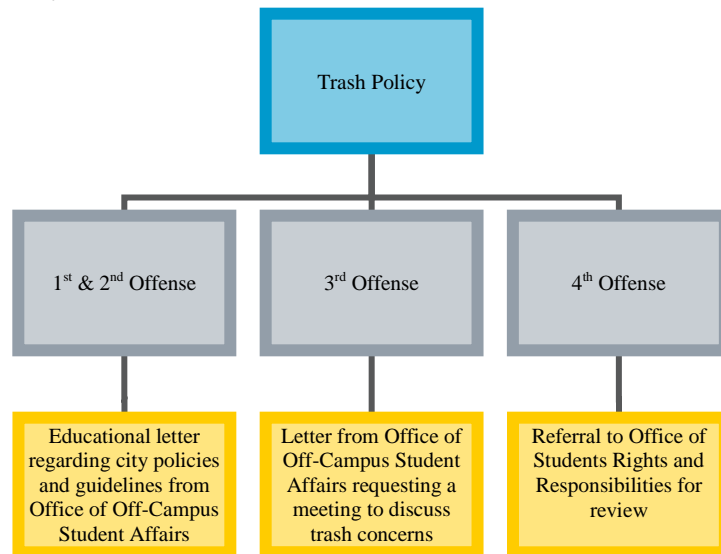 Trash Policy
1st & 2nd Offense
3rd Offense
4th Offense
Educational letter
regarding city policies
and guidelines from
Office of Off-Campus
Student Affairs
Letter from Office of
Off-Campus Student
Affairs requesting a
meeting to discuss
trash concerns
Referral to Office of
Students Rights and
Responsibilities for
review